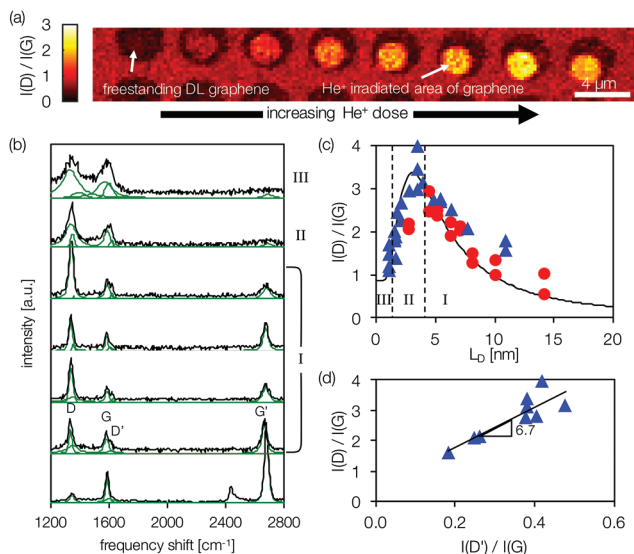 (a)
I(D) / I(G)
3
2
1
0
freestanding DL graphene
He⁺ irradiated area of graphene
4 µm
increasing He⁺ dose
(b)
intensity [a.u.]
III
II
I
D
G
D'
G'
1200 1600 2000 2400 2800
frequency shift [cm⁻¹]
(c)
I(D) / I(G)
4
3
2
1
0
III II I
0 5 10 15 20
L_D [nm]
(d)
I(D) / I(G)
4
3
2
1
0
6.7
0.0 0.2 0.4 0.6
I(D') / I(G)